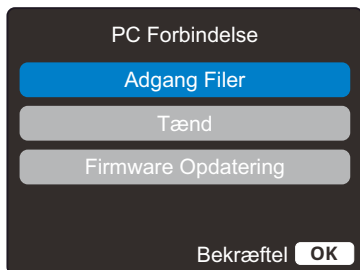 PC Forbindelse
Adgang Filer
Tænd
Firmware Opdatering
Bekræftel OK